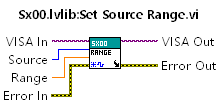 Sx00.lvlib:Set Source Range.vi
VISA In
Source
Range
Error In
SX00
RANGE
VISA Out
Error Out